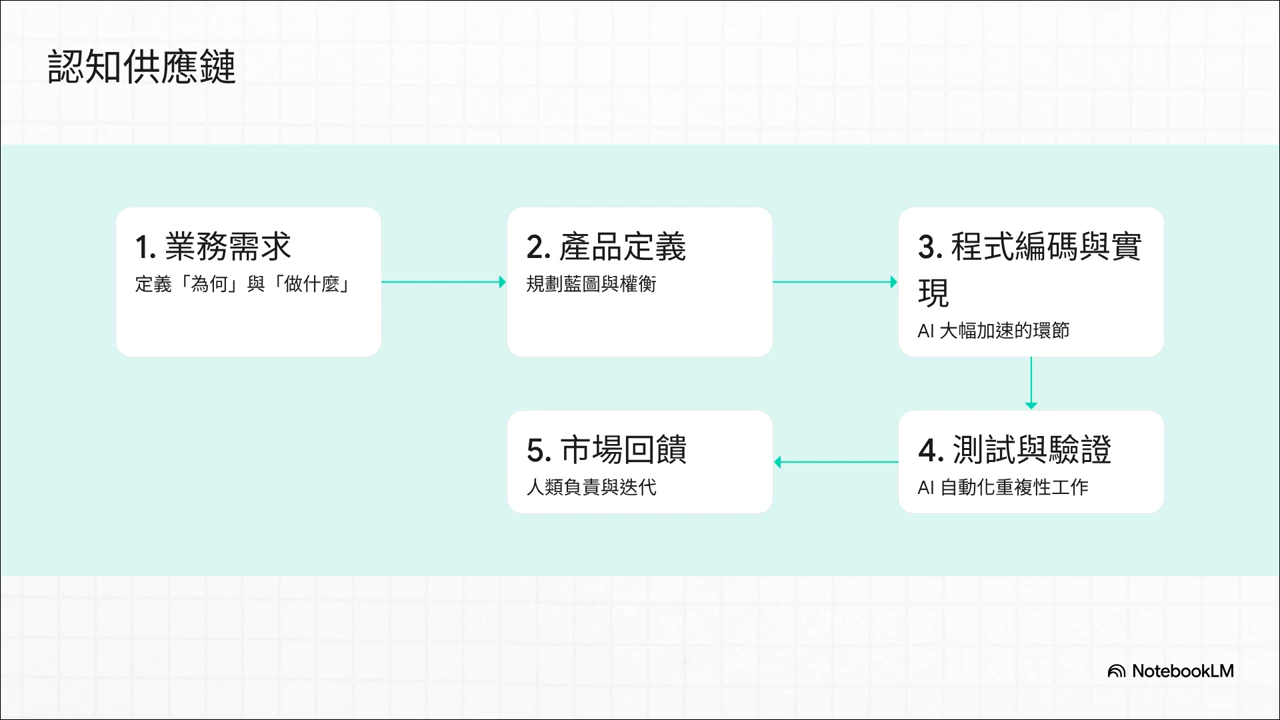 認知供應鏈
1. 業務需求
定義「為何」與「做什麼」
2. 產品定義
規劃藍圖與權衡
3. 程式編碼與實
現
AI 大幅加速的環節
4. 測試與驗證
AI 自動化重複性工作
5. 市場回饋
人類負責與迭代
NotebookLM